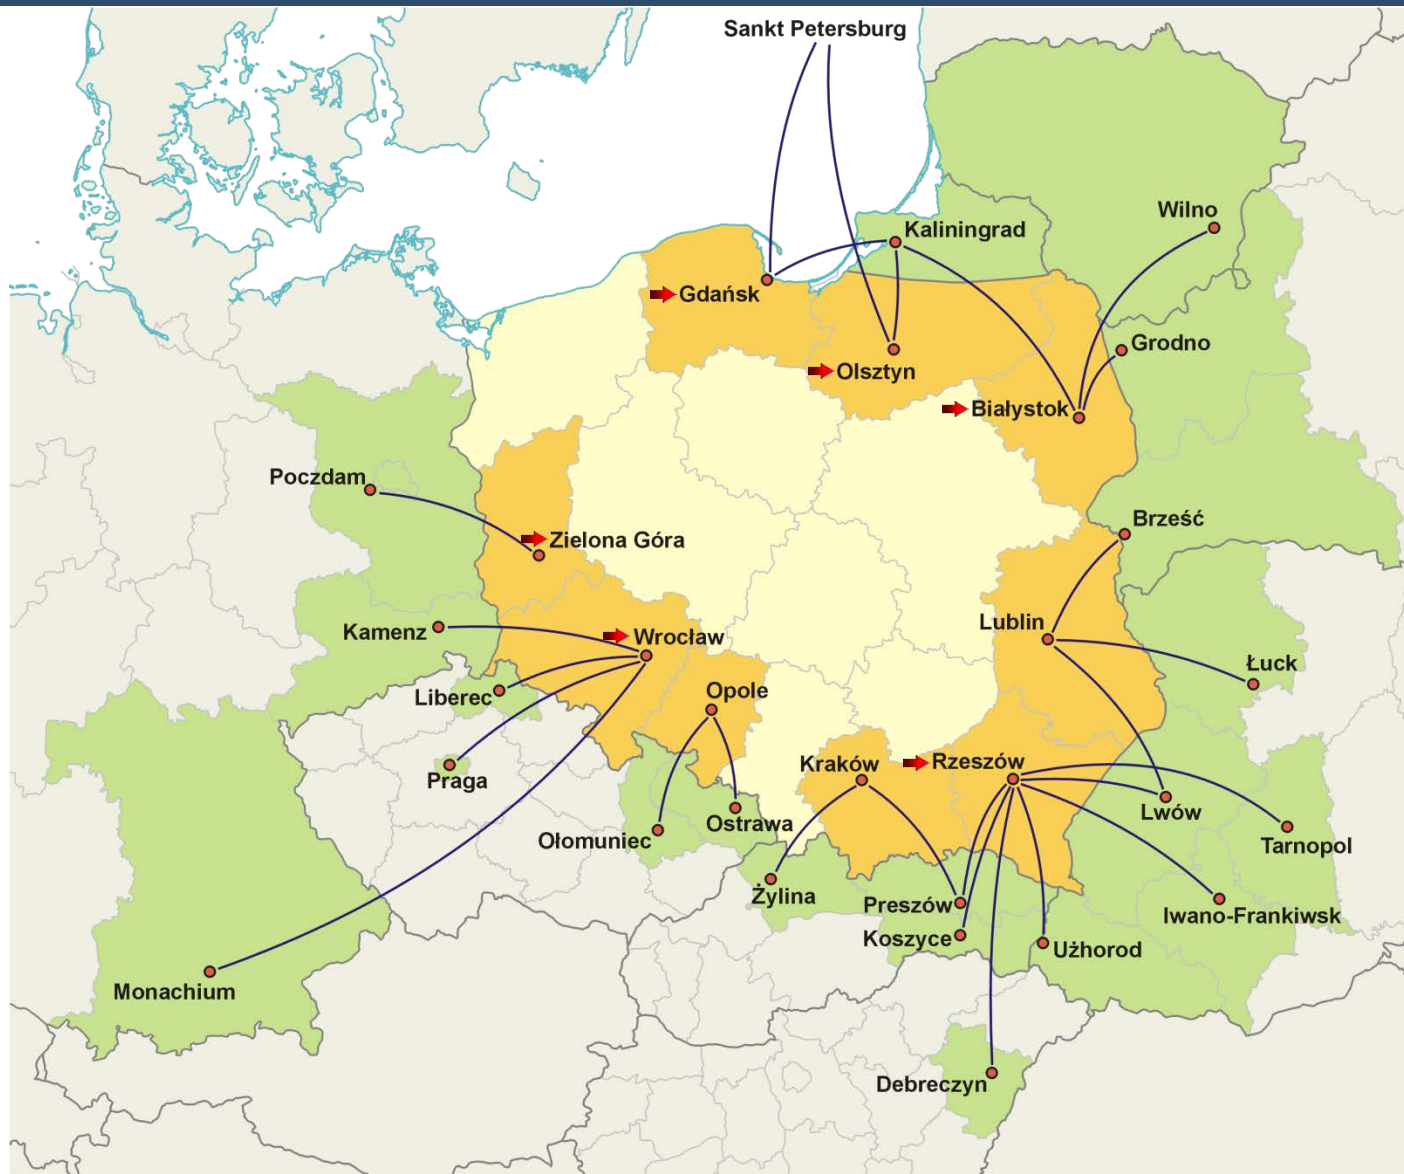 Sankt Petersburg
Wilno
Kaliningrad
Gdańsk
Grodno
Olsztyn
Białystok
Poczdam
Brześć
Zielona Góra
Lublin
Kamenz
Wrocław
Łuck
Liberec
Opole
Kraków
Rzeszów
Praga
Lwów
Ostrawa
Ołomuniec
Tarnopol
Żylina
Preszów
Iwano-Frankiwsk
Koszyce
Użhorod
Monachium
Debreczyn